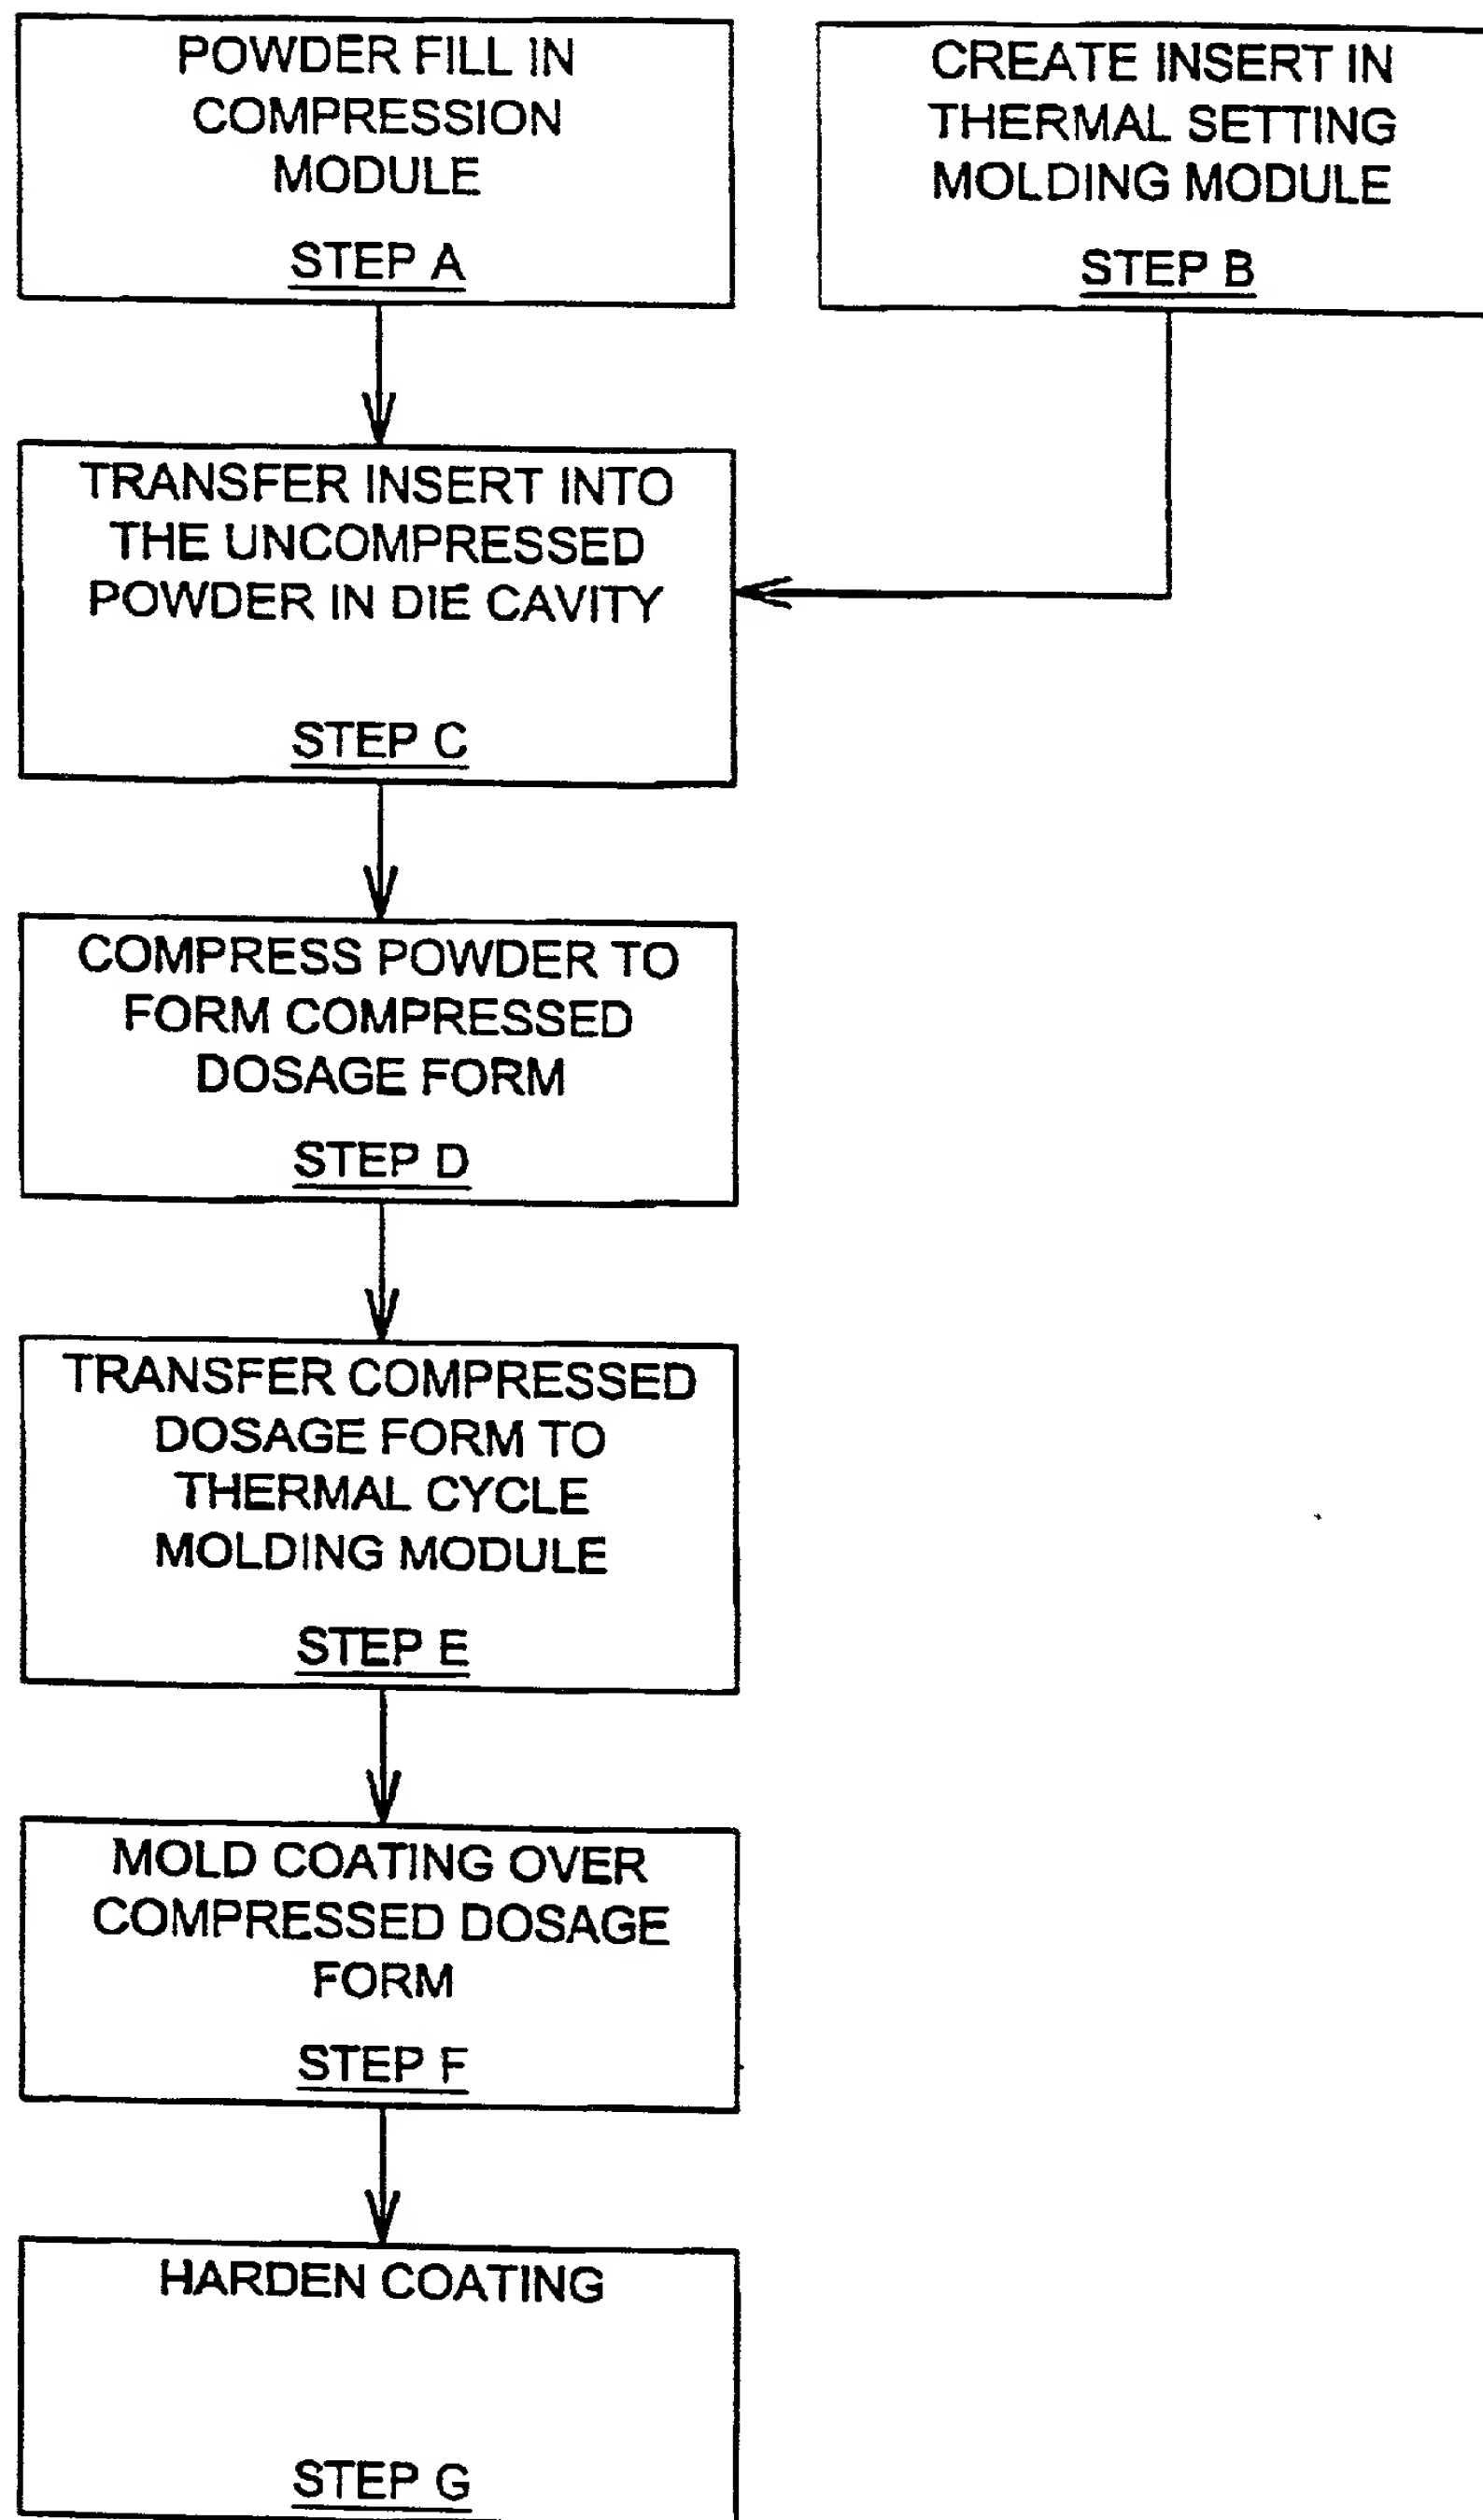 POWDER FILL IN
COMPRESSION
MODULE
STEP A
CREATE INSERT IN
THERMAL SETTING
MOLDING MODULE
STEP B
TRANSFER INSERT INTO
THE UNCOMPRESSED
POWDER IN DIE CAVITY
STEP C
COMPRESS POWDER TO
FORM COMPRESSED
DOSAGE FORM
STEP D
TRANSFER COMPRESSED
DOSAGE FORM TO
THERMAL CYCLE
MOLDING MODULE
STEP E
MOLD COATING OVER
COMPRESSED DOSAGE
FORM
STEP F
HARDEN COATING
STEP G